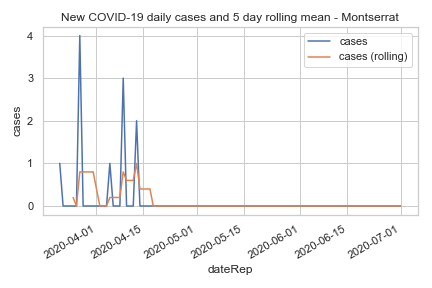 New COVID-19 daily cases and 5 day rolling mean - Montserrat
cases
cases (rolling)
cases
4
3
2
1
0
2020-04-01
2020-04-15
2020-05-01
2020-05-15
2020-06-01
2020-06-15
2020-07-01
dateRep